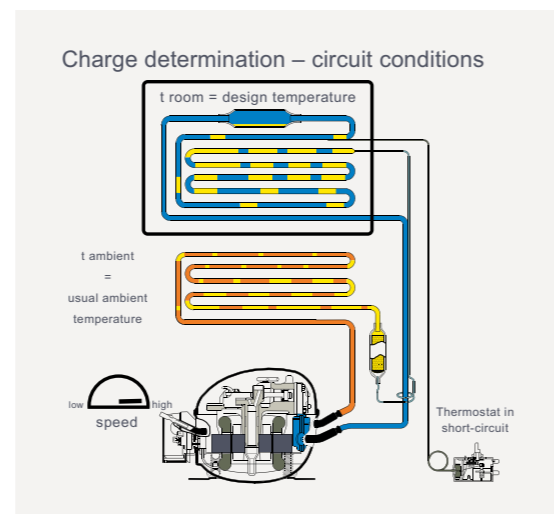 Charge determination – circuit conditions
t room = design temperature
t ambient
=
usual ambient
temperature
low
high
speed
Thermostat in
short-circuit